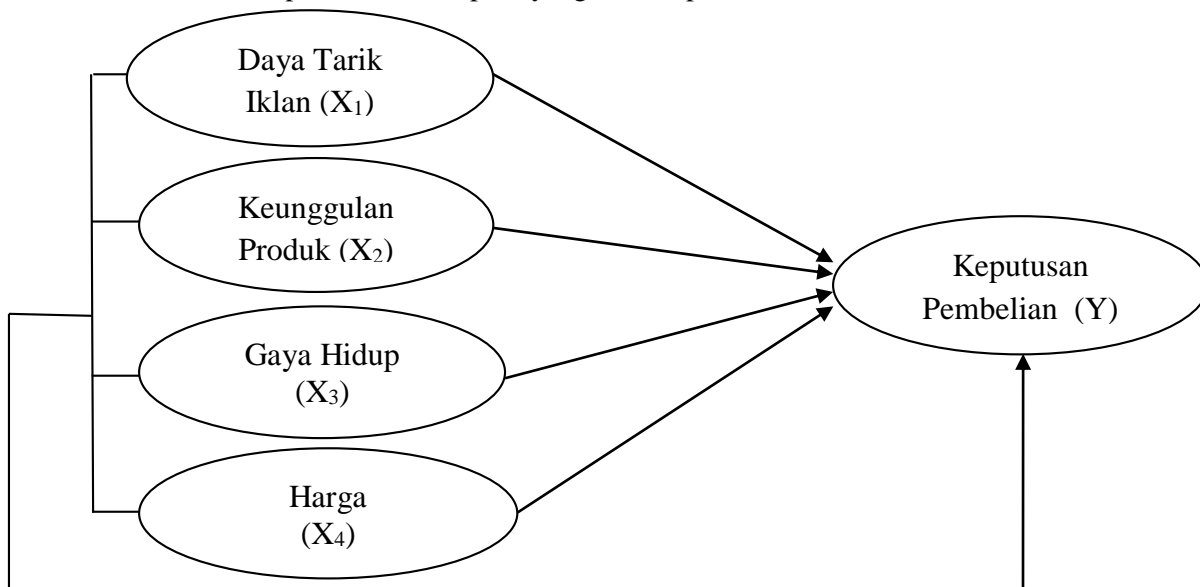 Daya Tarik
Iklan (X₁)
Keunggulan
Produk (X₂)
Gaya Hidup
(X₃)
Harga
(X₄)
Keputusan
Pembelian (Y)